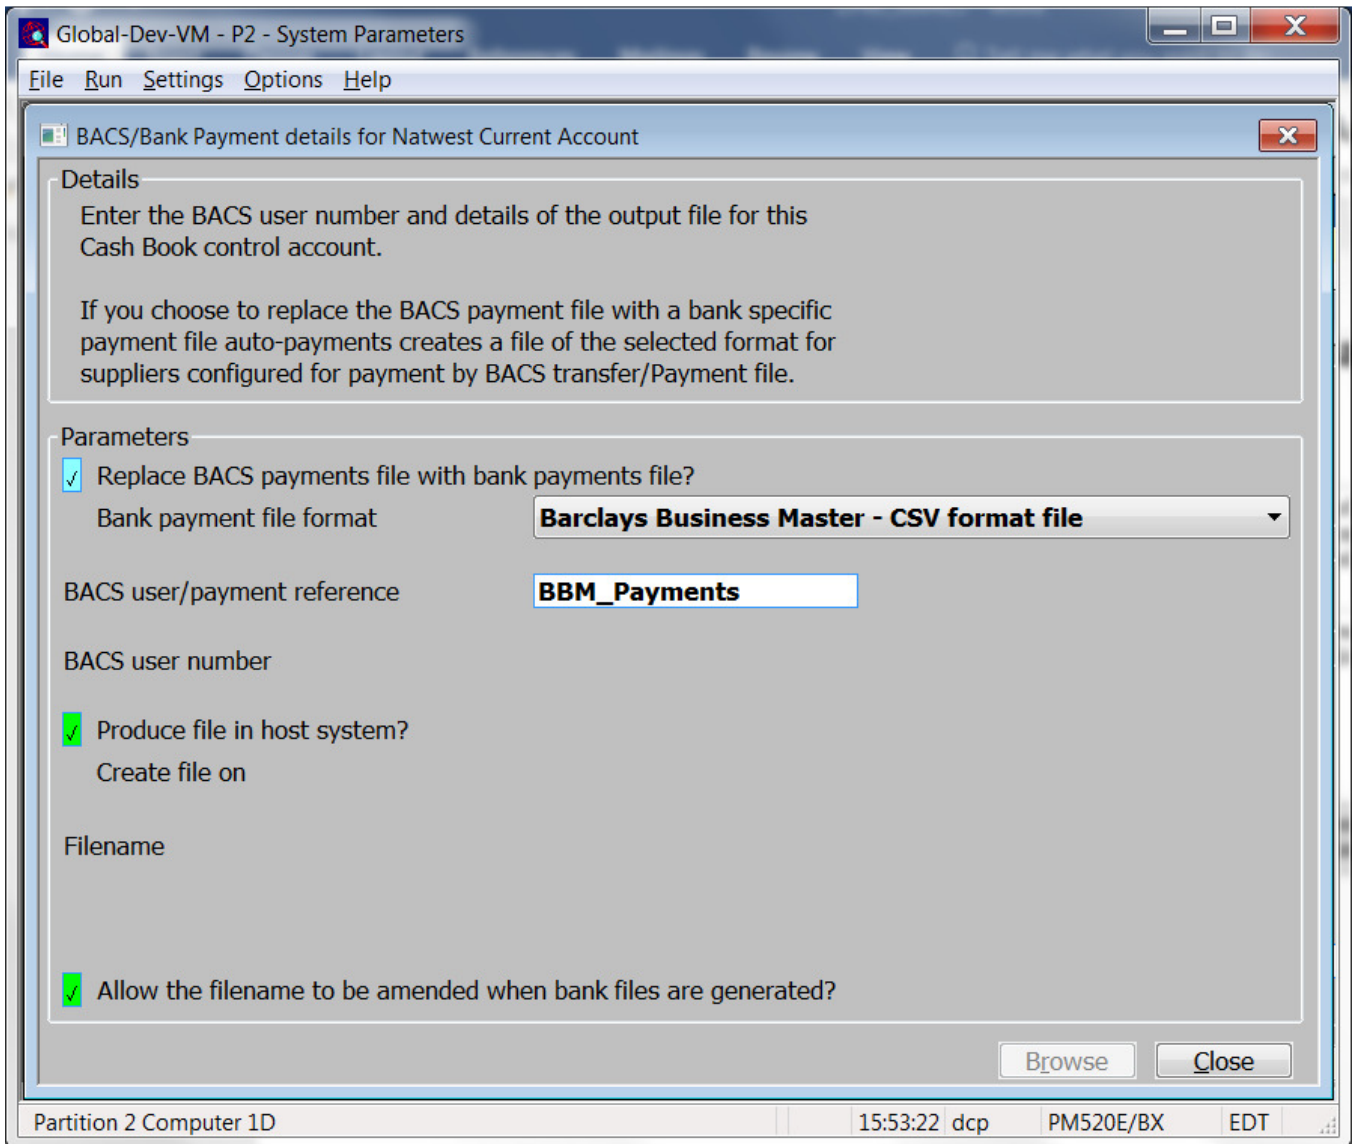 Global-Dev-VM - P2 - System Parameters
File Run Settings Options Help
BACS/Bank Payment details for Natwest Current Account
Details
Enter the BACS user number and details of the output file for this
Cash Book control account.
If you choose to replace the BACS payment file with a bank specific
payment file auto-payments creates a file of the selected format for
suppliers configured for payment by BACS transfer/Payment file.
Parameters
Replace BACS payments file with bank payments file?
Bank payment file format Barclays Business Master - CSV format file
BACS user/payment reference BBM_Payments
BACS user number
Produce file in host system?
Create file on
Filename
Allow the filename to be amended when bank files are generated?
Browse Close
Partition 2 Computer 1D 15:53:22 dcp PM520E/BX EDT